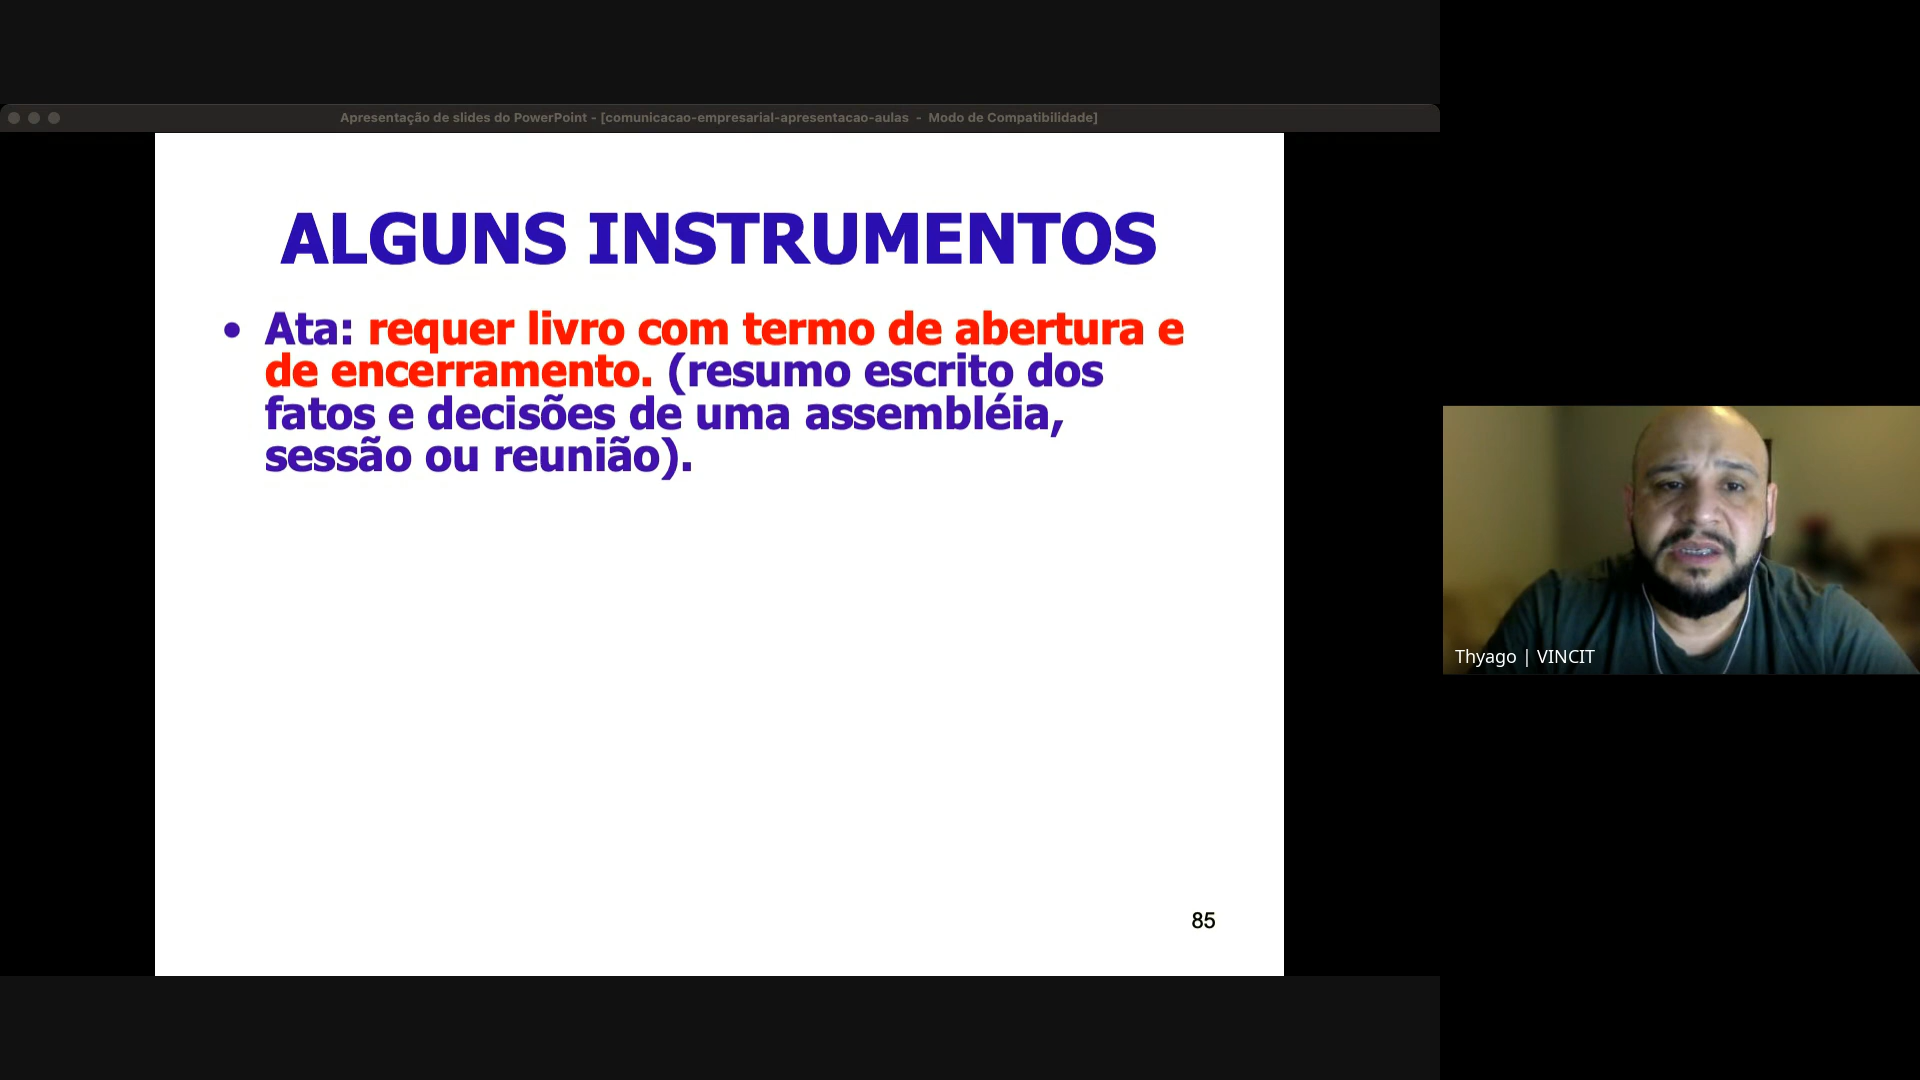 Apresentação de slides do PowerPoint - [comunicacao-empresarial-apresentacao-aulas - Modo de Compatibilidade]
ALGUNS INSTRUMENTOS
• Ata: requer livro com termo de abertura e
de encerramento. (resumo escrito dos
fatos e decisões de uma assembléia,
sessão ou reunião).
Thyago | VINCIT
85